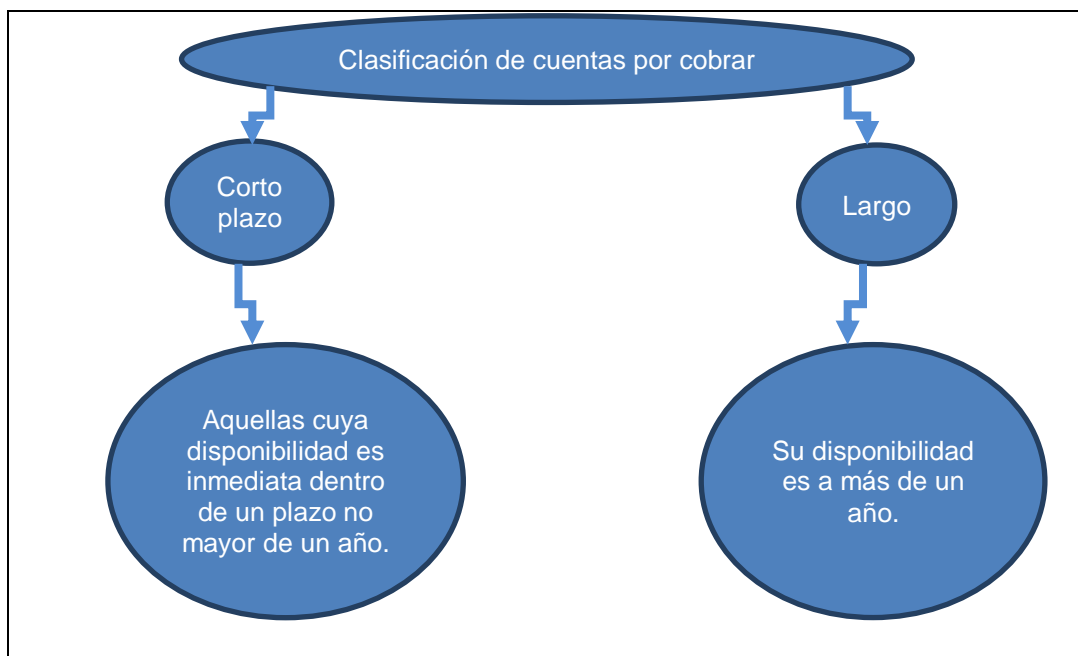 Clasificación de cuentas por cobrar
Corto
plazo
Largo
Aquellas cuya
disponibilidad es
inmediata dentro
de un plazo no
mayor de un año.
Su disponibilidad
es a más de un
año.